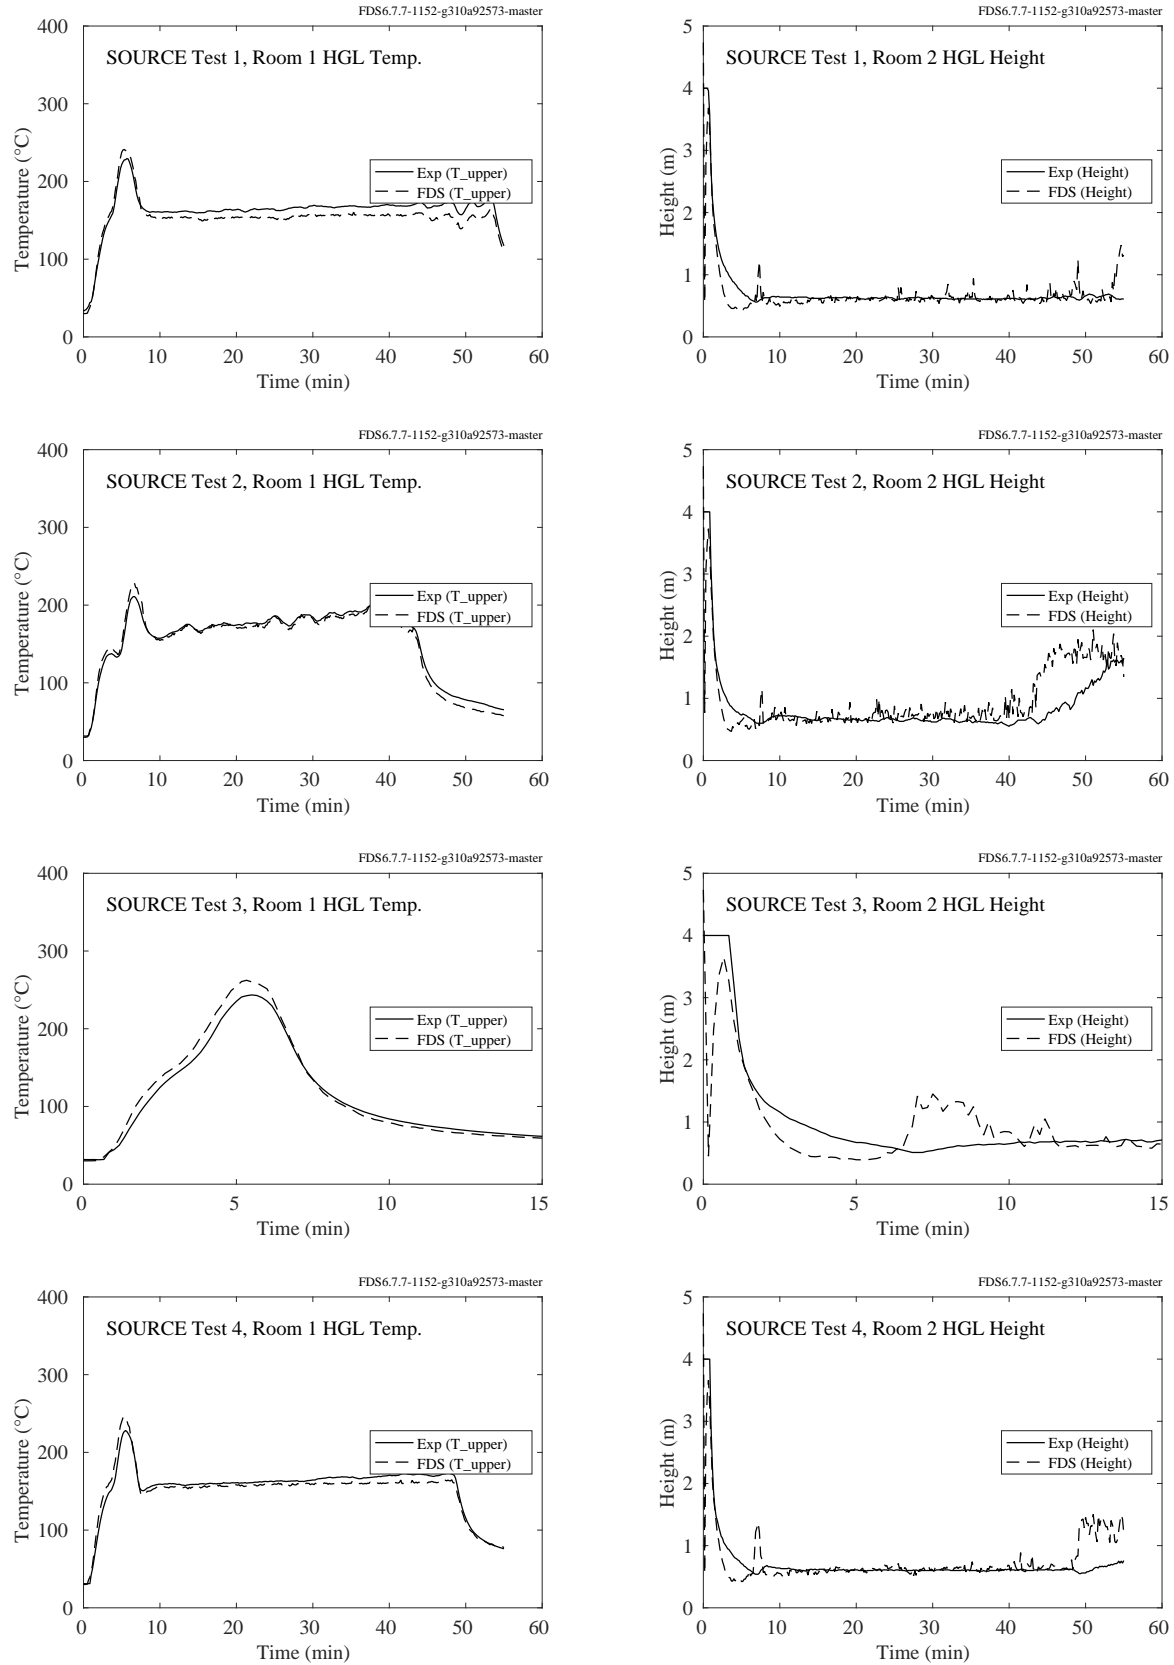 FDS6.7.7-1152-g310a92573-master
SOURCE Test 1, Room 1 HGL Temp.
Temperature (°C)
400
300
200
100
0
Exp (T_upper)
FDS (T_upper)
0 10 20 30 40 50 60
Time (min)
FDS6.7.7-1152-g310a92573-master
SOURCE Test 1, Room 2 HGL Height
Height (m)
5
4
3
2
1
0
Exp (Height)
FDS (Height)
0 10 20 30 40 50 60
Time (min)
FDS6.7.7-1152-g310a92573-master
SOURCE Test 2, Room 1 HGL Temp.
Temperature (°C)
400
300
200
100
0
Exp (T_upper)
FDS (T_upper)
0 10 20 30 40 50 60
Time (min)
FDS6.7.7-1152-g310a92573-master
SOURCE Test 2, Room 2 HGL Height
Height (m)
5
4
3
2
1
0
Exp (Height)
FDS (Height)
0 10 20 30 40 50 60
Time (min)
FDS6.7.7-1152-g310a92573-master
SOURCE Test 3, Room 1 HGL Temp.
Temperature (°C)
400
300
200
100
0
Exp (T_upper)
FDS (T_upper)
0 5 10 15
Time (min)
FDS6.7.7-1152-g310a92573-master
SOURCE Test 3, Room 2 HGL Height
Height (m)
5
4
3
2
1
0
Exp (Height)
FDS (Height)
0 5 10 15
Time (min)
FDS6.7.7-1152-g310a92573-master
SOURCE Test 4, Room 1 HGL Temp.
Temperature (°C)
400
300
200
100
0
Exp (T_upper)
FDS (T_upper)
0 10 20 30 40 50 60
Time (min)
FDS6.7.7-1152-g310a92573-master
SOURCE Test 4, Room 2 HGL Height
Height (m)
5
4
3
2
1
0
Exp (Height)
FDS (Height)
0 10 20 30 40 50 60
Time (min)